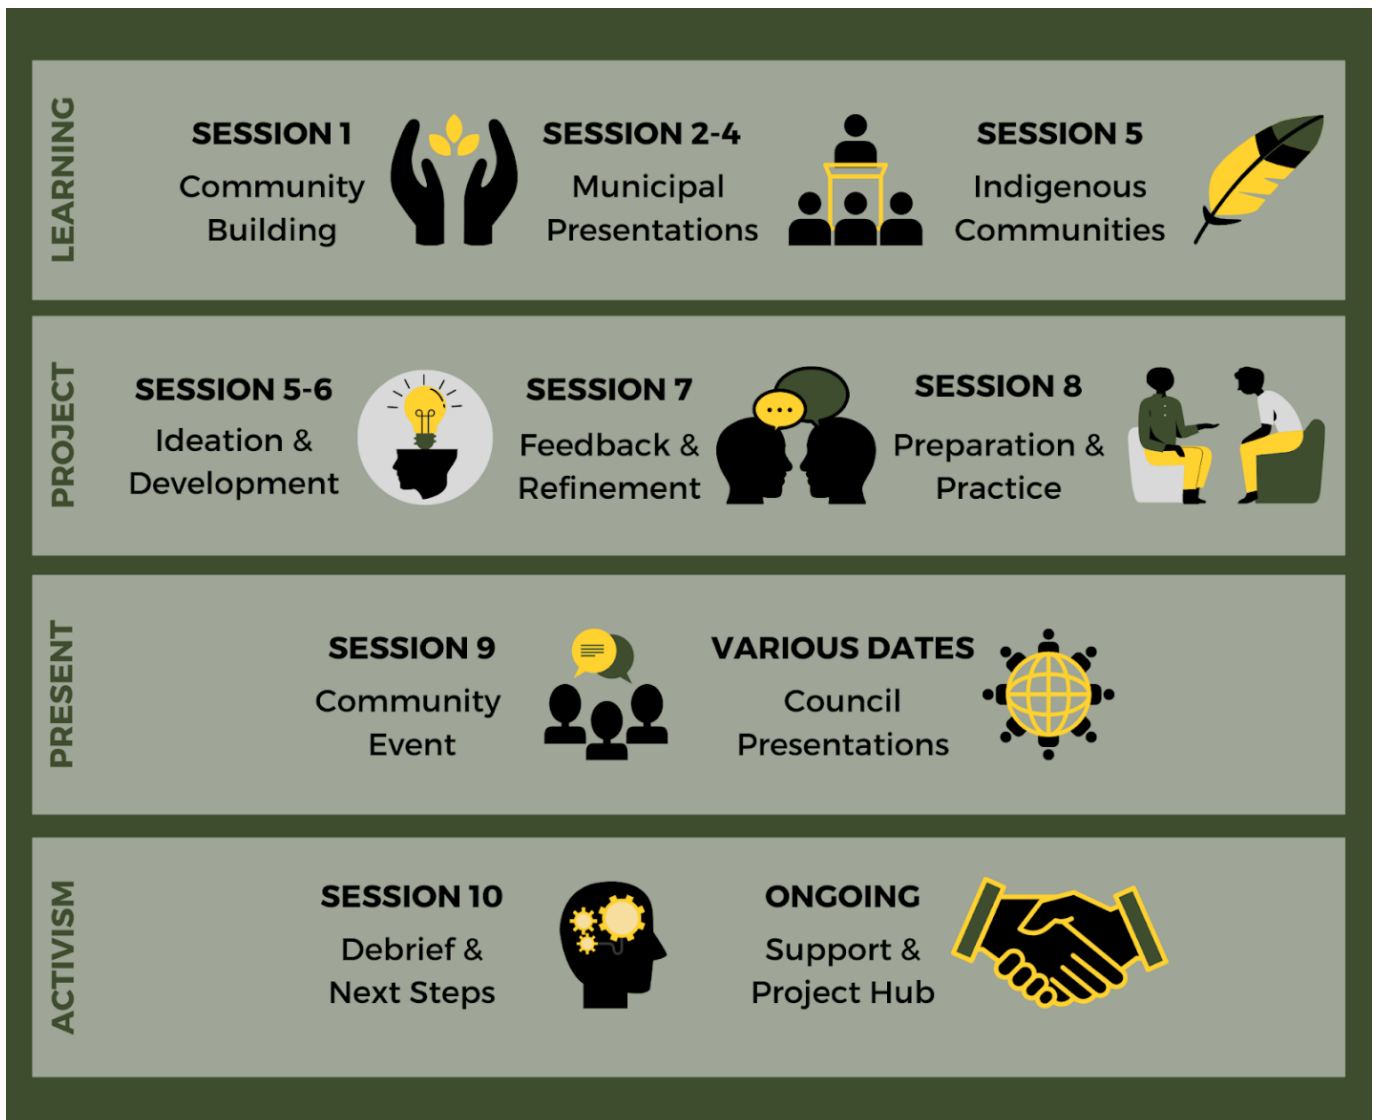 LEARNING
SESSION 1
Community
Building
SESSION 2-4
Municipal
Presentations
SESSION 5
Indigenous
Communities
PROJECT
SESSION 5-6
Ideation &
Development
SESSION 7
Feedback &
Refinement
SESSION 8
Preparation &
Practice
PRESENT
SESSION 9
Community
Event
VARIOUS DATES
Council
Presentations
ACTIVISM
SESSION 10
Debrief &
Next Steps
ONGOING
Support &
Project Hub